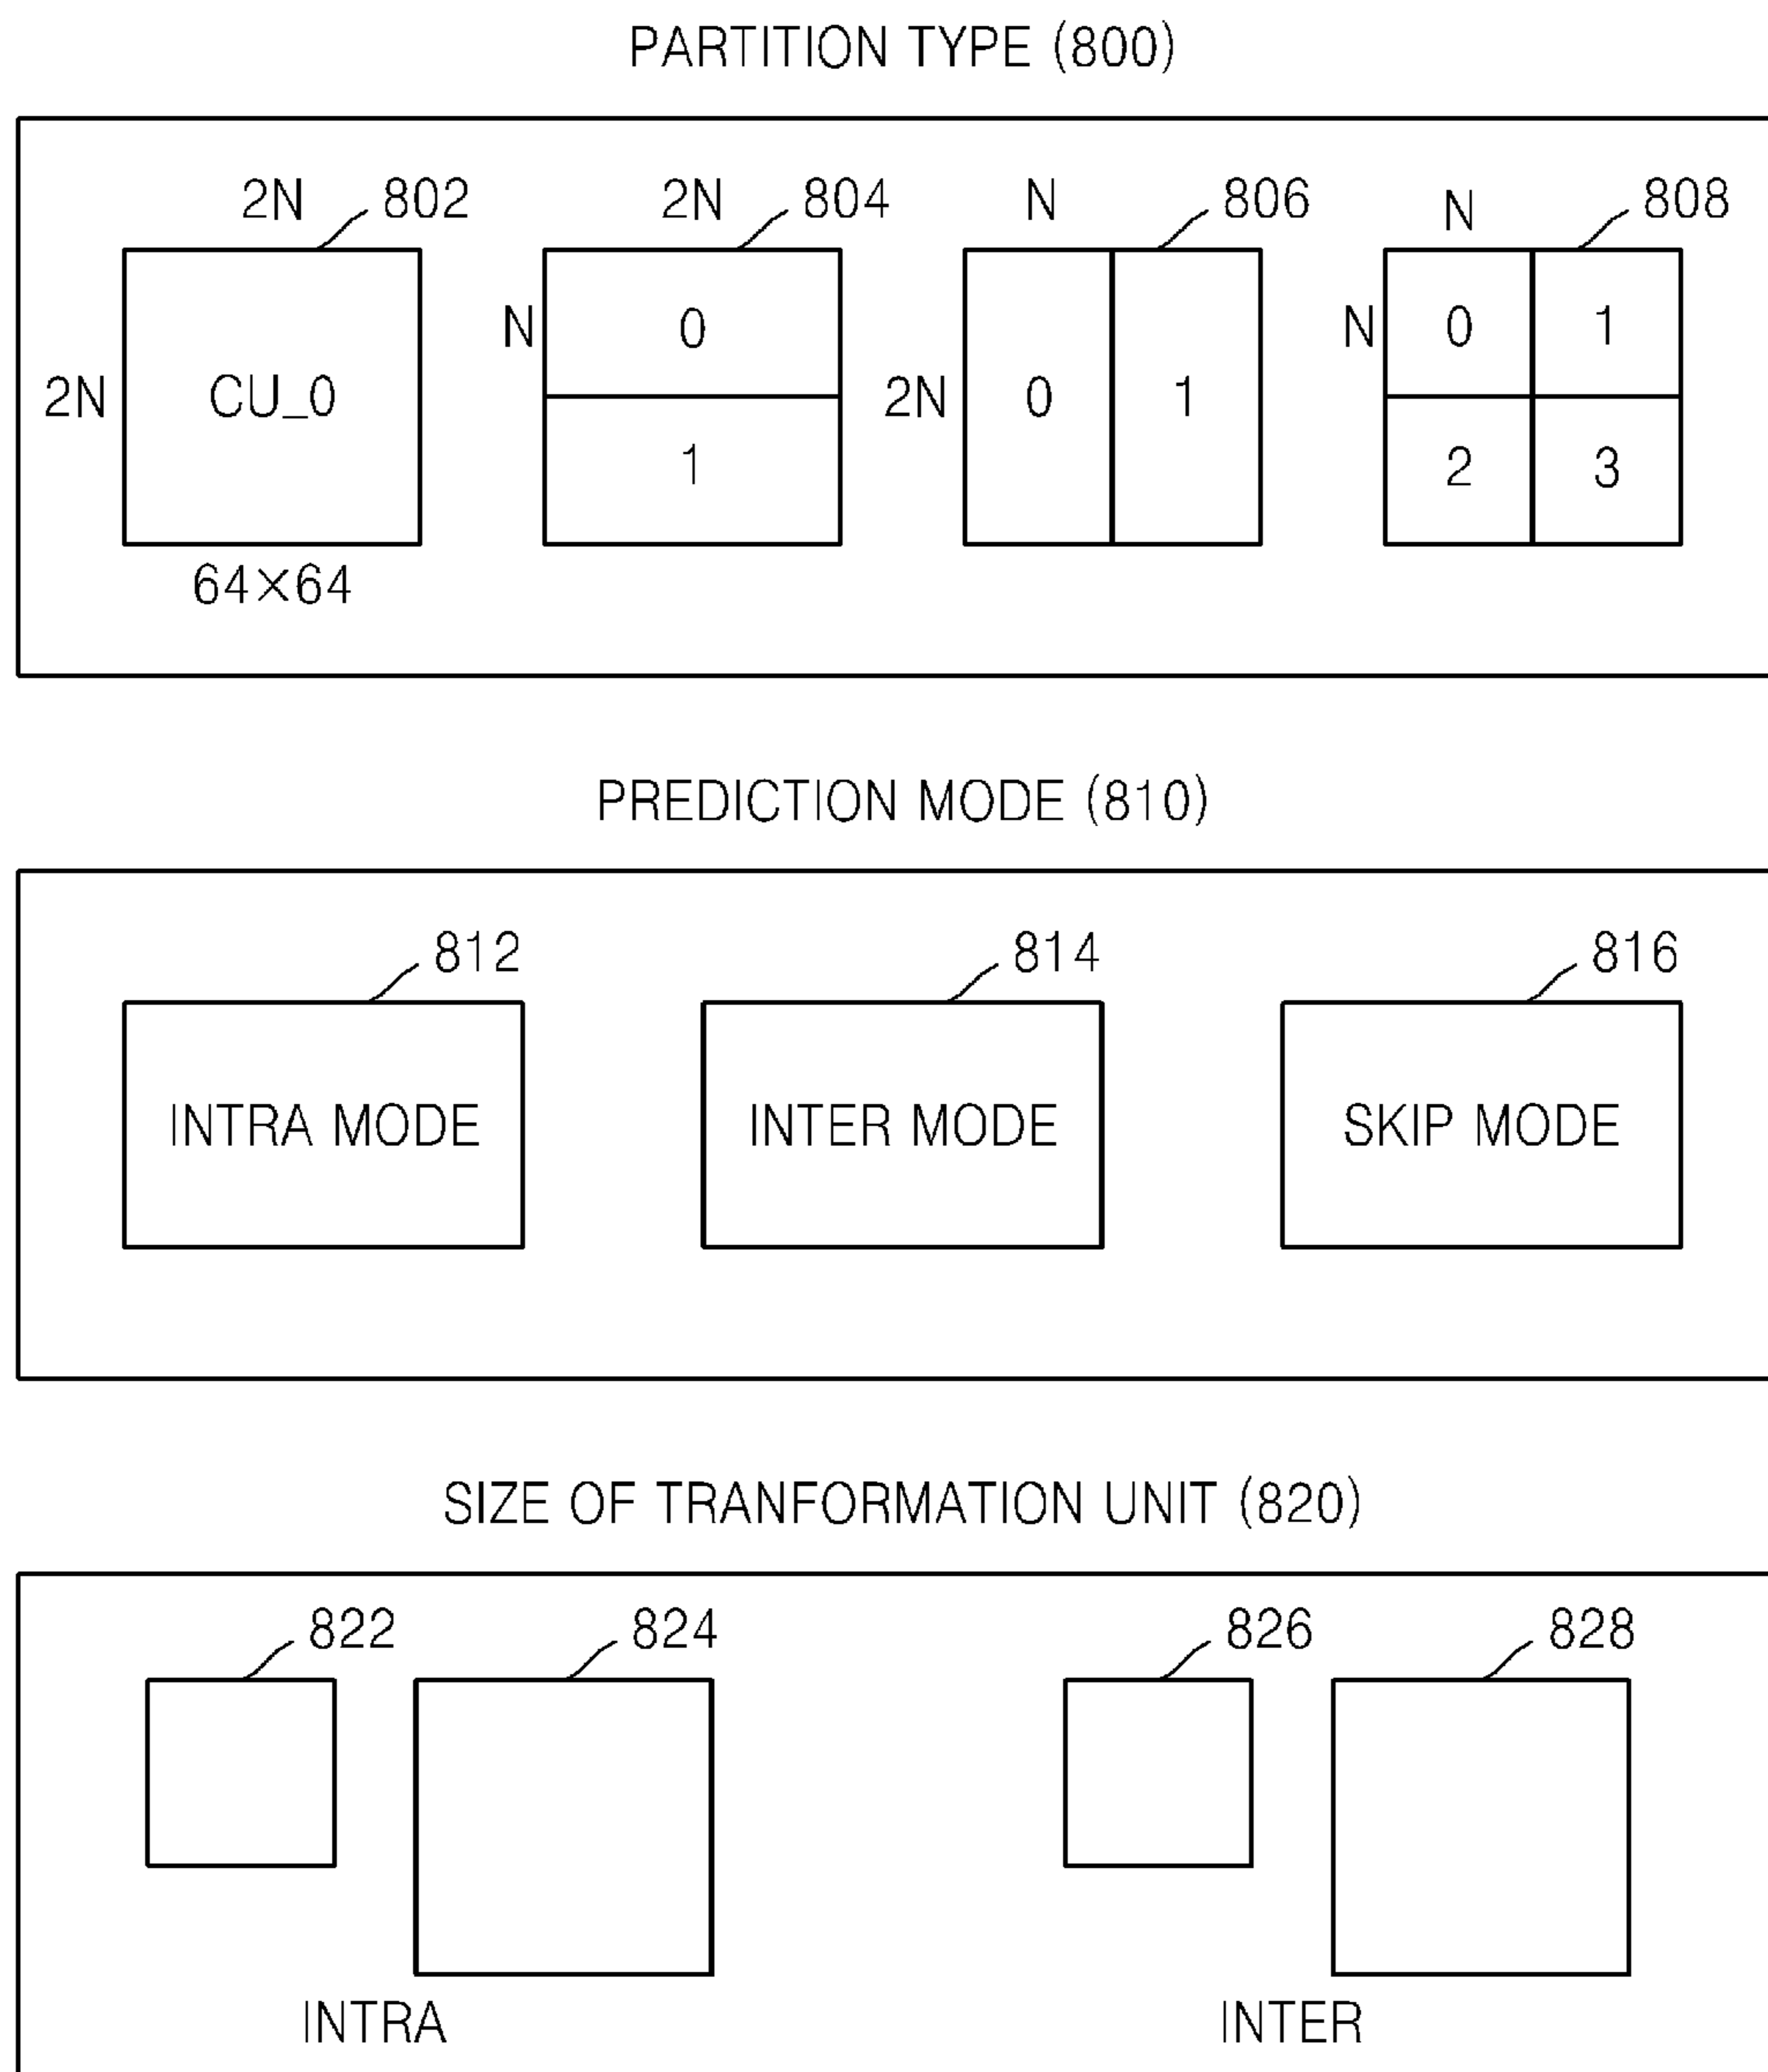 PARTITION TYPE (800)
2N 802 2N 804 N 806 N 808
2N CU_0 N 0 1 2N 0 1 N 0 1 2 3
64×64
PREDICTION MODE (810)
812 814 816
INTRA MODE INTER MODE SKIP MODE
SIZE OF TRANFORMATION UNIT (820)
822 824 826 828
INTRA INTER